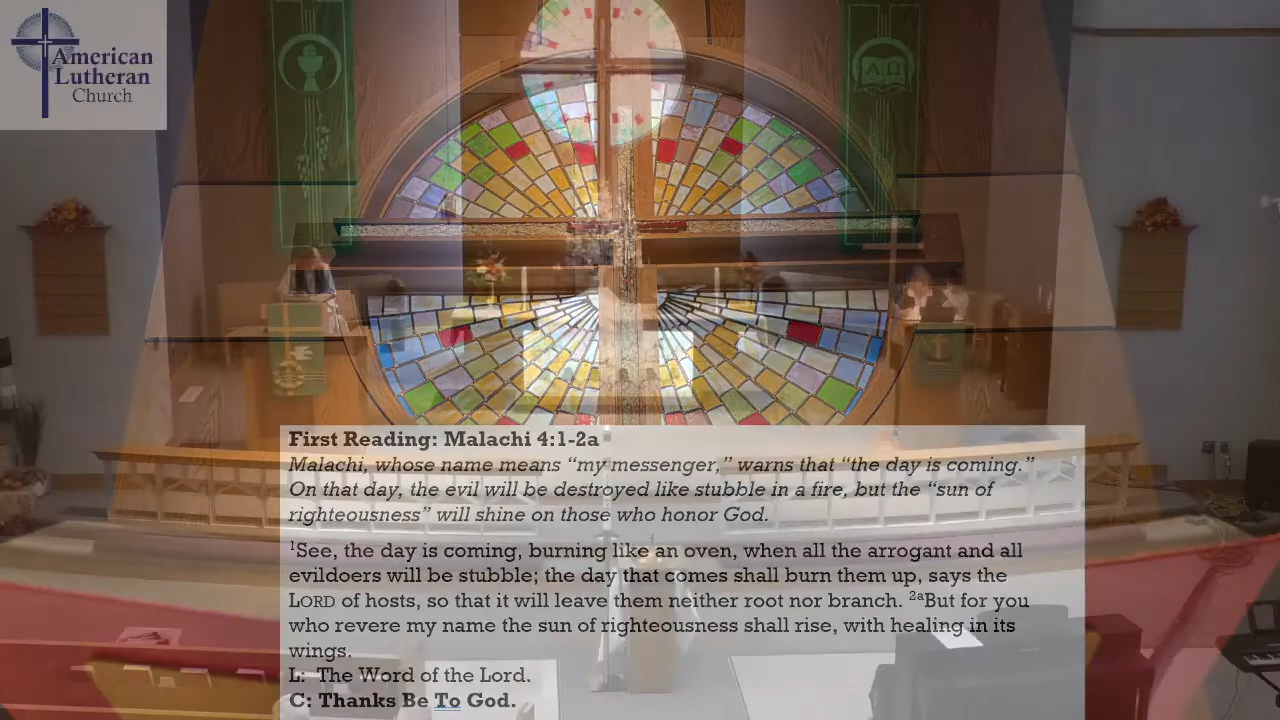 American
Lutheran
Church
Α Ω
First Reading: Malachi 4:1-2a
Malachi, whose name means “my messenger,” warns that “the day is coming.”
On that day, the evil will be destroyed like stubble in a fire, but the “sun of
righteousness” will shine on those who honor God.
¹See, the day is coming, burning like an oven, when all the arrogant and all
evildoers will be stubble; the day that comes shall burn them up, says the
LORD of hosts, so that it will leave them neither root nor branch. ²ᵃBut for you
who revere my name the sun of righteousness shall rise, with healing in its
wings.
L: The Word of the Lord.
C: Thanks Be To God.